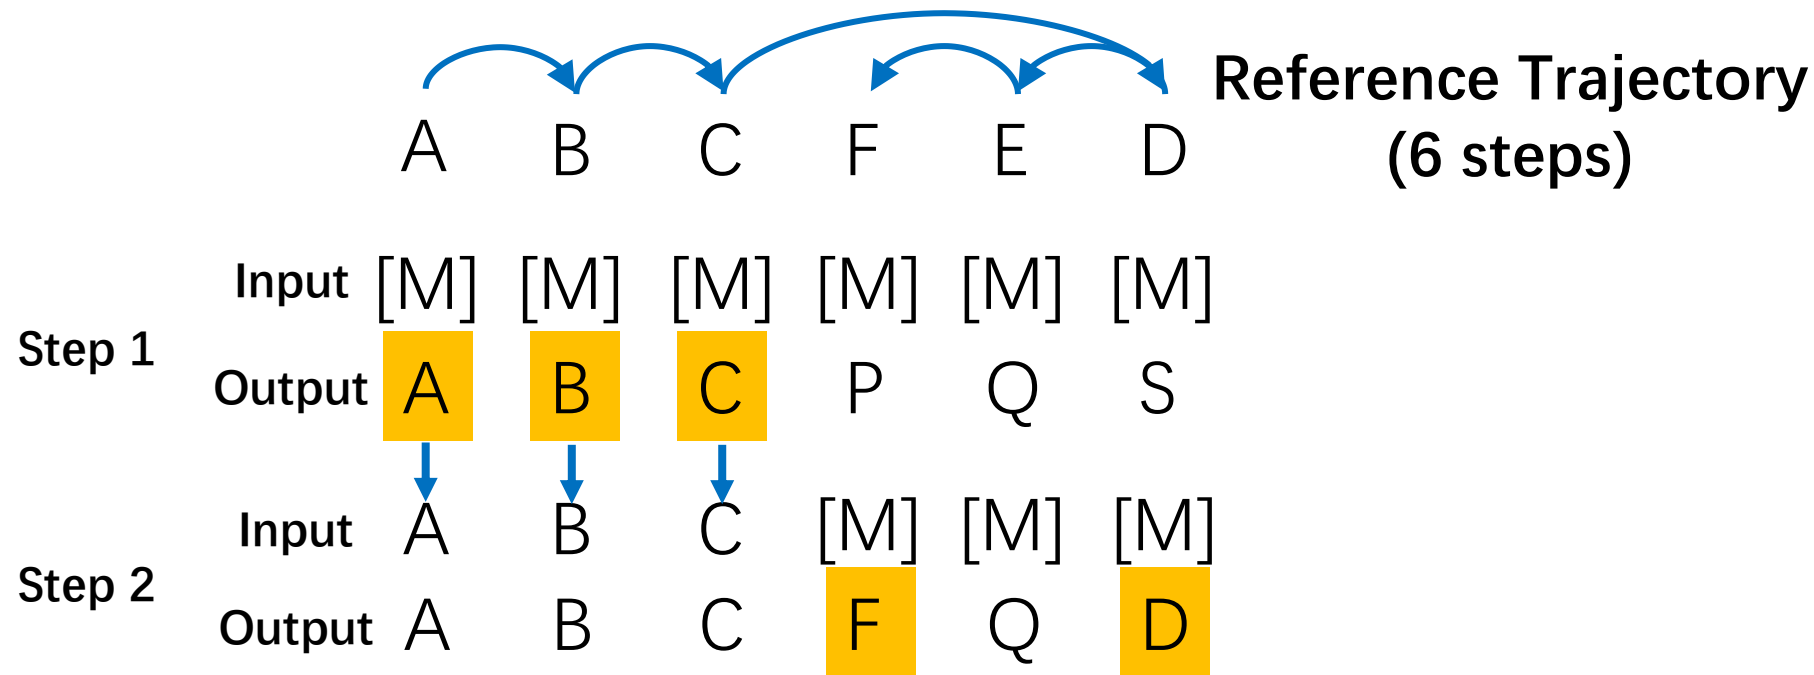 Reference Trajectory
(6 steps)
A B C F E D
Input [M] [M] [M] [M] [M] [M]
Step 1
Output A B C P Q S
Input A B C [M] [M] [M]
Step 2
Output A B C F Q D